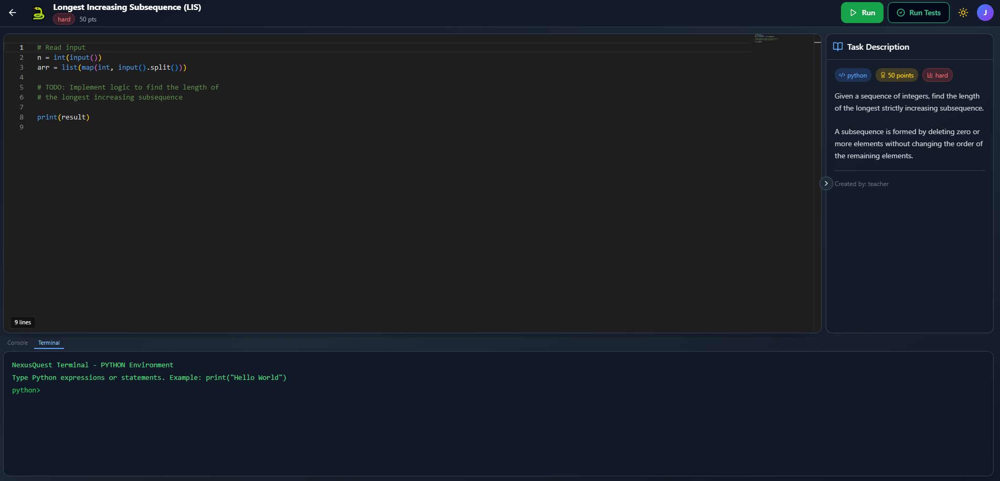 Longest Increasing Subsequence (LIS)
hard 50 pts
Run
Run Tests
J
1 # Read input
2 n = int(input())
3 arr = list(map(int, input().split()))
4
5 # TODO: Implement logic to find the length of
6 # the longest increasing subsequence
7
8 print(result)
9
9 lines
Task Description
python 50 points hard
Given a sequence of integers, find the length
of the longest strictly increasing subsequence.
A subsequence is formed by deleting zero or
more elements without changing the order of
the remaining elements.
Created by: teacher
Console Terminal
NexusQuest Terminal - PYTHON Environment
Type Python expressions or statements. Example: print("Hello World")
python>